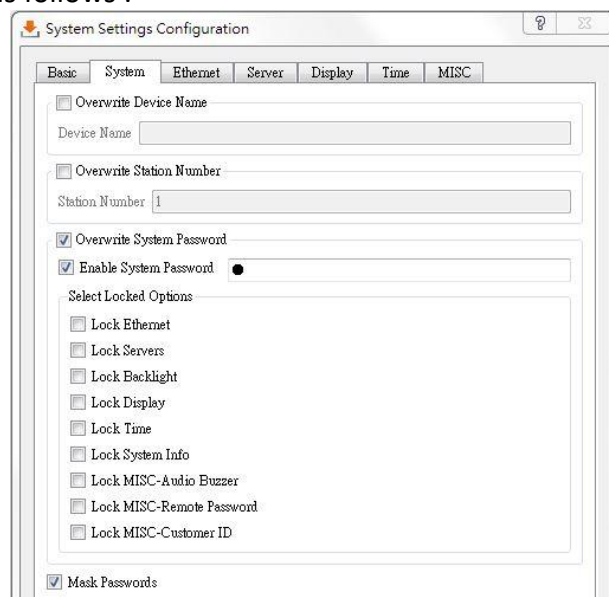 s follows :
System Settings Configuration
Basic System Ethernet Server Display Time MISC
Overwrite Device Name
Device Name
Overwrite Station Number
Station Number 1
Overwrite System Password
Enable System Password ●
Select Locked Options
Lock Ethernet
Lock Servers
Lock Backlight
Lock Display
Lock Time
Lock System Info
Lock MISC-Audio Buzzer
Lock MISC-Remote Password
Lock MISC-Customer ID
Mask Passwords